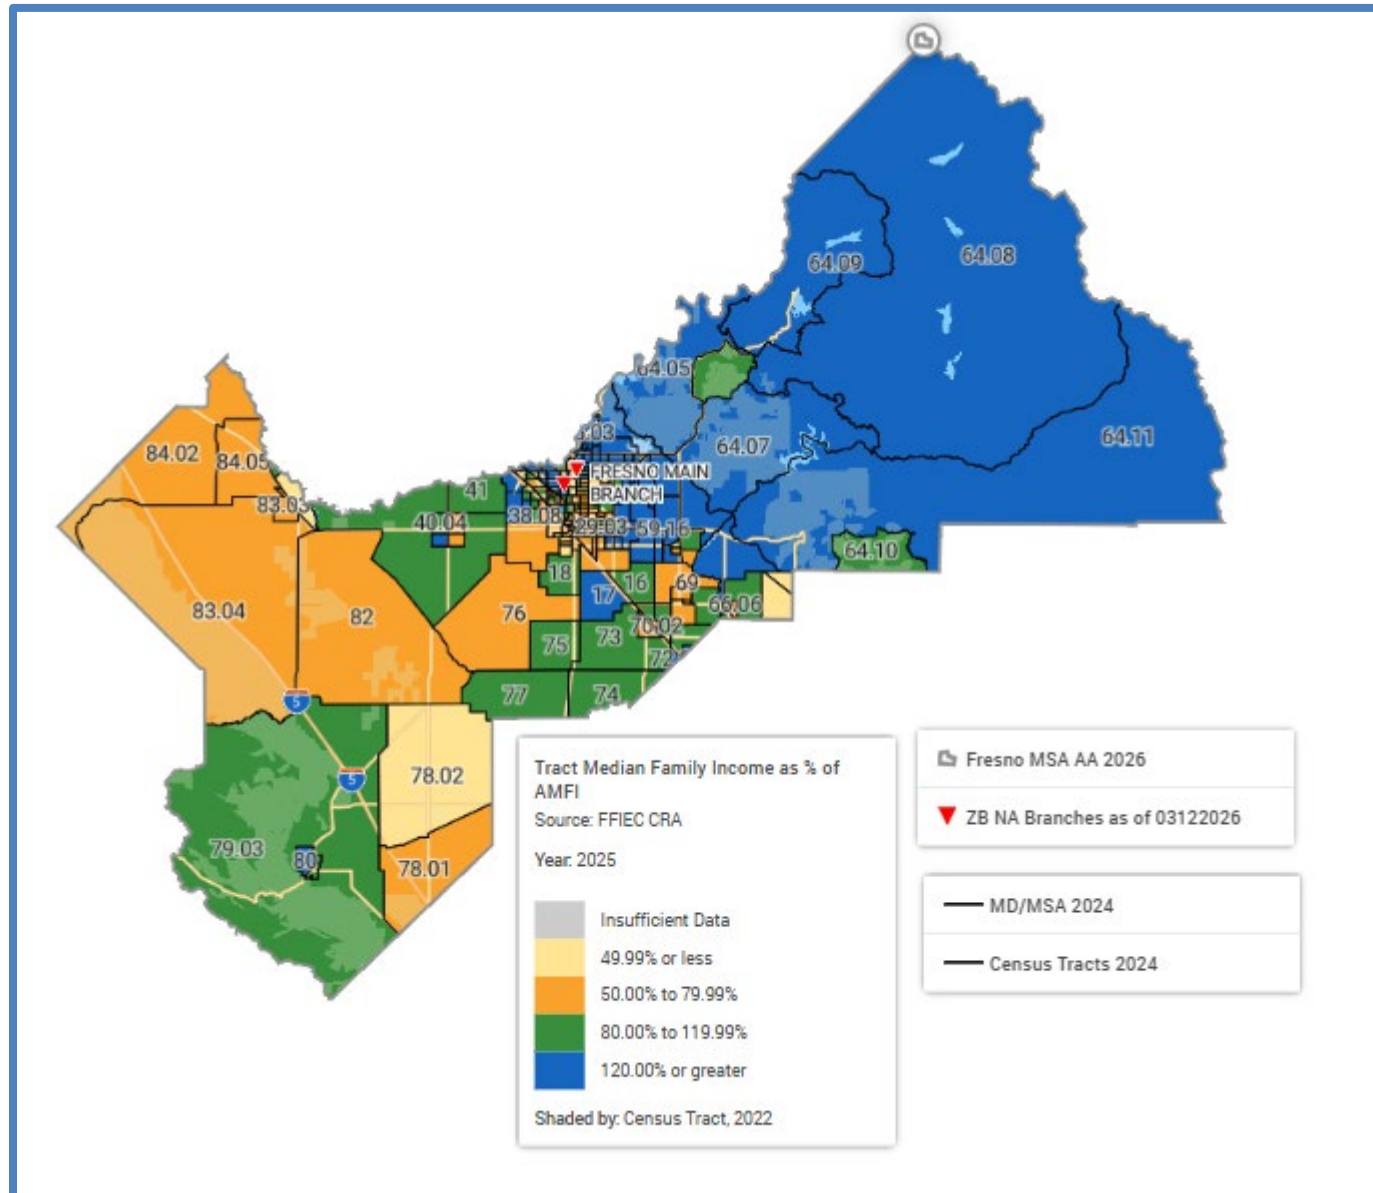 64.09
64.08
64.05
64.11
64.07
84.02
84.05
FRESNO MAIN
BRANCH
83.05
41
40.04
38.08
29.03
59.16
64.10
18
16
69
17
66.06
83.04
82
76
70.02
75
73
72
77
74
5
5
78.02
79.03
80
78.01
Tract Median Family Income as % of
AMFI
Source: FFIEC CRA
Year: 2025
Insufficient Data
49.99% or less
50.00% to 79.99%
80.00% to 119.99%
120.00% or greater
Shaded by: Census Tract, 2022
Fresno MSA AA 2026
ZB NA Branches as of 03122026
MD/MSA 2024
Census Tracts 2024